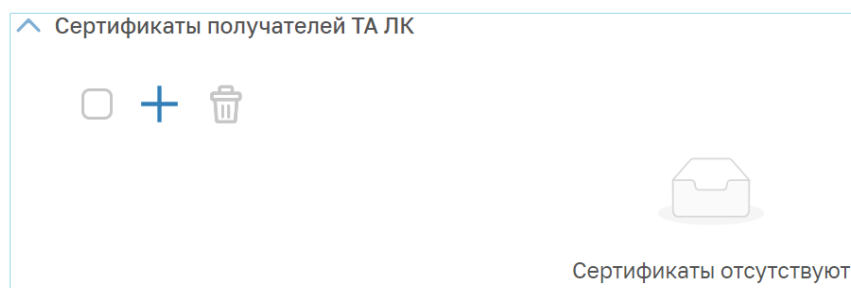 Сертификаты получателей ТА ЛК
Сертификаты отсутствуют